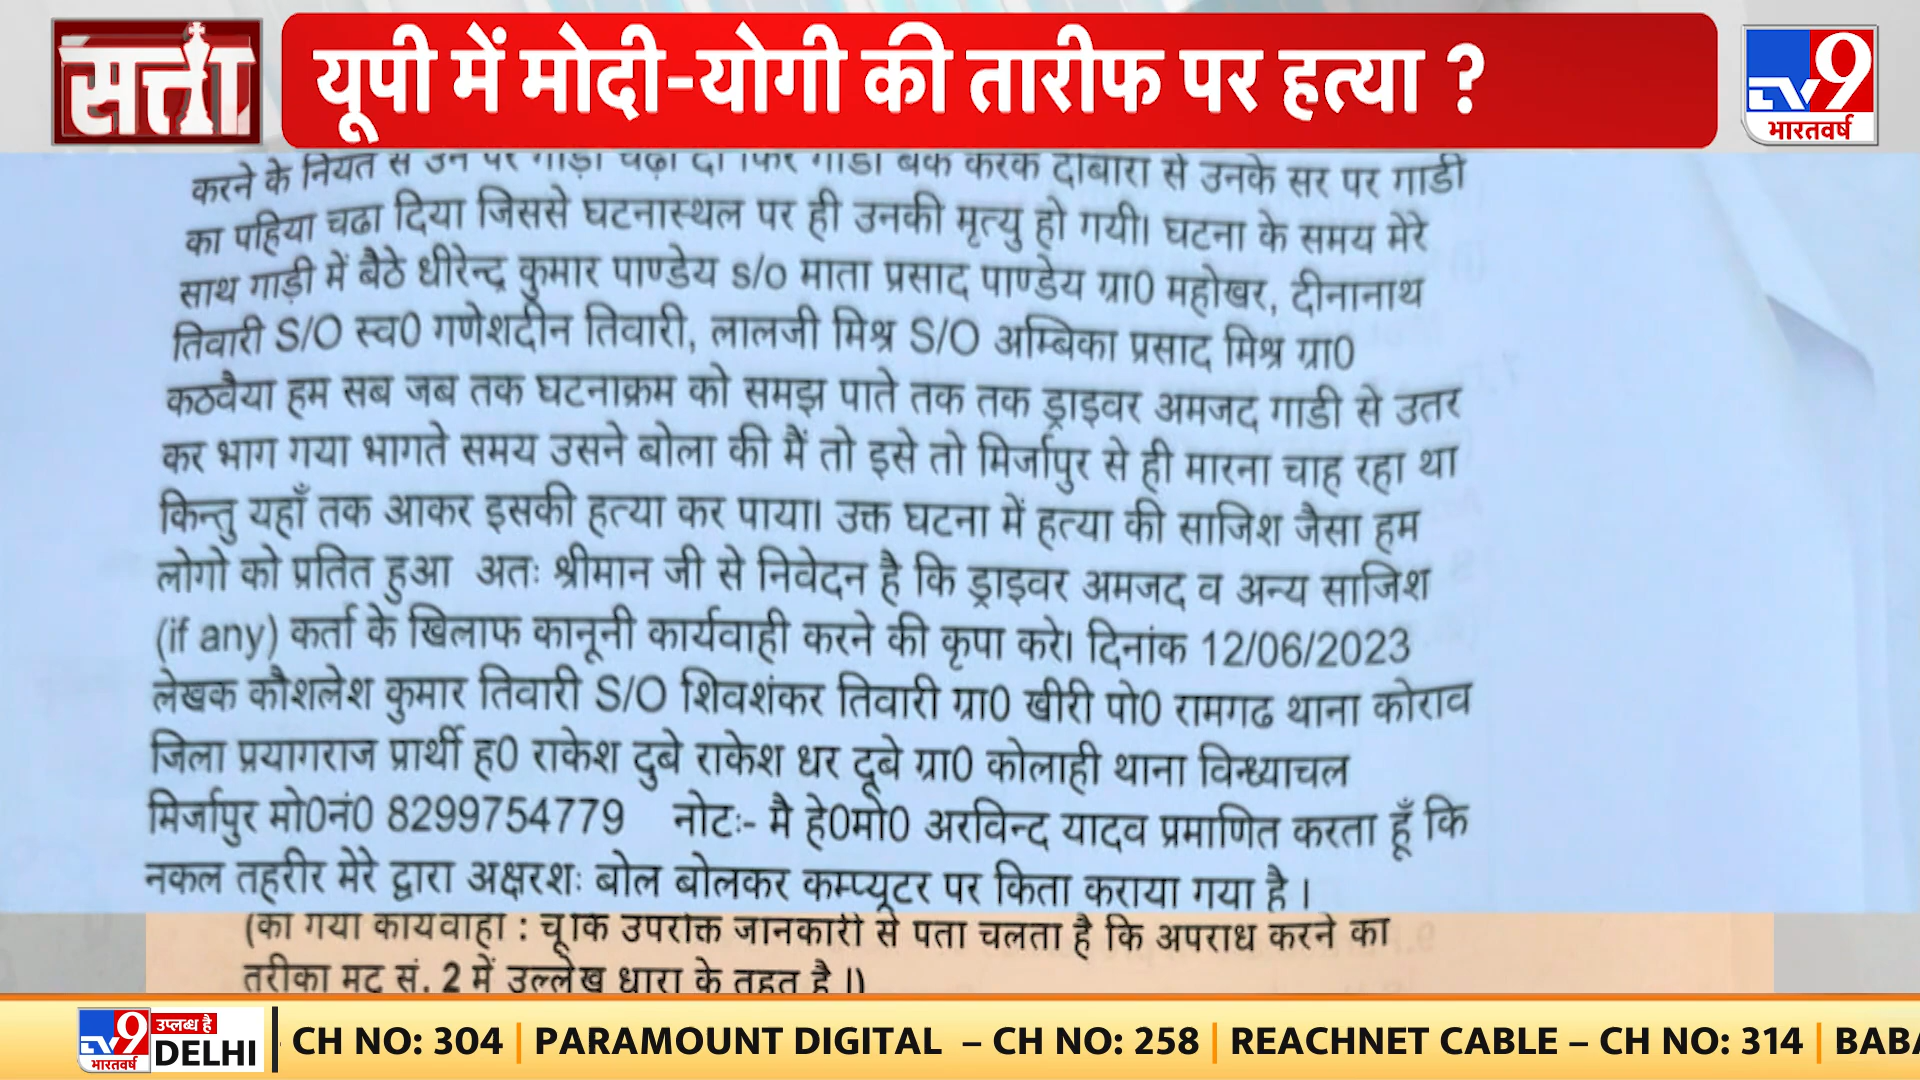 सत्ता
यूपी में मोदी-योगी की तारीफ पर हत्या ?
TV9
भारतवर्ष
करने के नियत से उन पर गाड़ी चढ़ा दी फिर गाडी बैक करके दोबारा से उनके सर पर गाडी
का पहिया चढा दिया जिससे घटनास्थल पर ही उनकी मृत्यु हो गयी। घटना के समय मेरे
साथ गाड़ी में बैठे धीरेन्द्र कुमार पाण्डेय s/o माता प्रसाद पाण्डेय ग्रा0 महोखर, दीनानाथ
तिवारी S/O स्व0 गणेशदीन तिवारी, लालजी मिश्र S/O अम्बिका प्रसाद मिश्र ग्रा0
कठवैया हम सब जब तक घटनाक्रम को समझ पाते तक तक ड्राइवर अमजद गाडी से उतर
कर भाग गया भागते समय उसने बोला की मैं तो इसे तो मिर्जापुर से ही मारना चाह रहा था
किन्तु यहाँ तक आकर इसकी हत्या कर पाया। उक्त घटना में हत्या की साजिश जैसा हम
लोगो को प्रतित हुआ अतः श्रीमान जी से निवेदन है कि ड्राइवर अमजद व अन्य साजिश
(if any) कर्ता के खिलाफ कानूनी कार्यवाही करने की कृपा करे। दिनांक 12/06/2023
लेखक कौशलेश कुमार तिवारी S/O शिवशंकर तिवारी ग्रा0 खीरी पो0 रामगढ थाना कोराव
जिला प्रयागराज प्रार्थी ह0 राकेश दुबे राकेश धर दूबे ग्रा0 कोलाही थाना विन्ध्याचल
मिर्जापुर मो0नं0 8299754779 नोटः- मै हे0मो0 अरविन्द यादव प्रमाणित करता हूँ कि
नकल तहरीर मेरे द्वारा अक्षरशः बोल बोलकर कम्प्यूटर पर किता कराया गया है ।
(की गयी कार्यवाही : चूंकि उपरोक्त जानकारी से पता चलता है कि अपराध करने का
तरीका मद सं. 2 में उल्लेख धारा के तहत है ।)
TV9 भारतवर्ष उप्लब्ध है DELHI CH NO: 304 | PARAMOUNT DIGITAL – CH NO: 258 | REACHNET CABLE – CH NO: 314 |